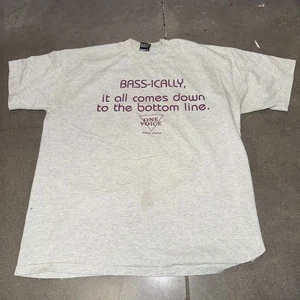 BASS-ICALLY,
it all comes down
to the bottom line.
ONE
VOICE